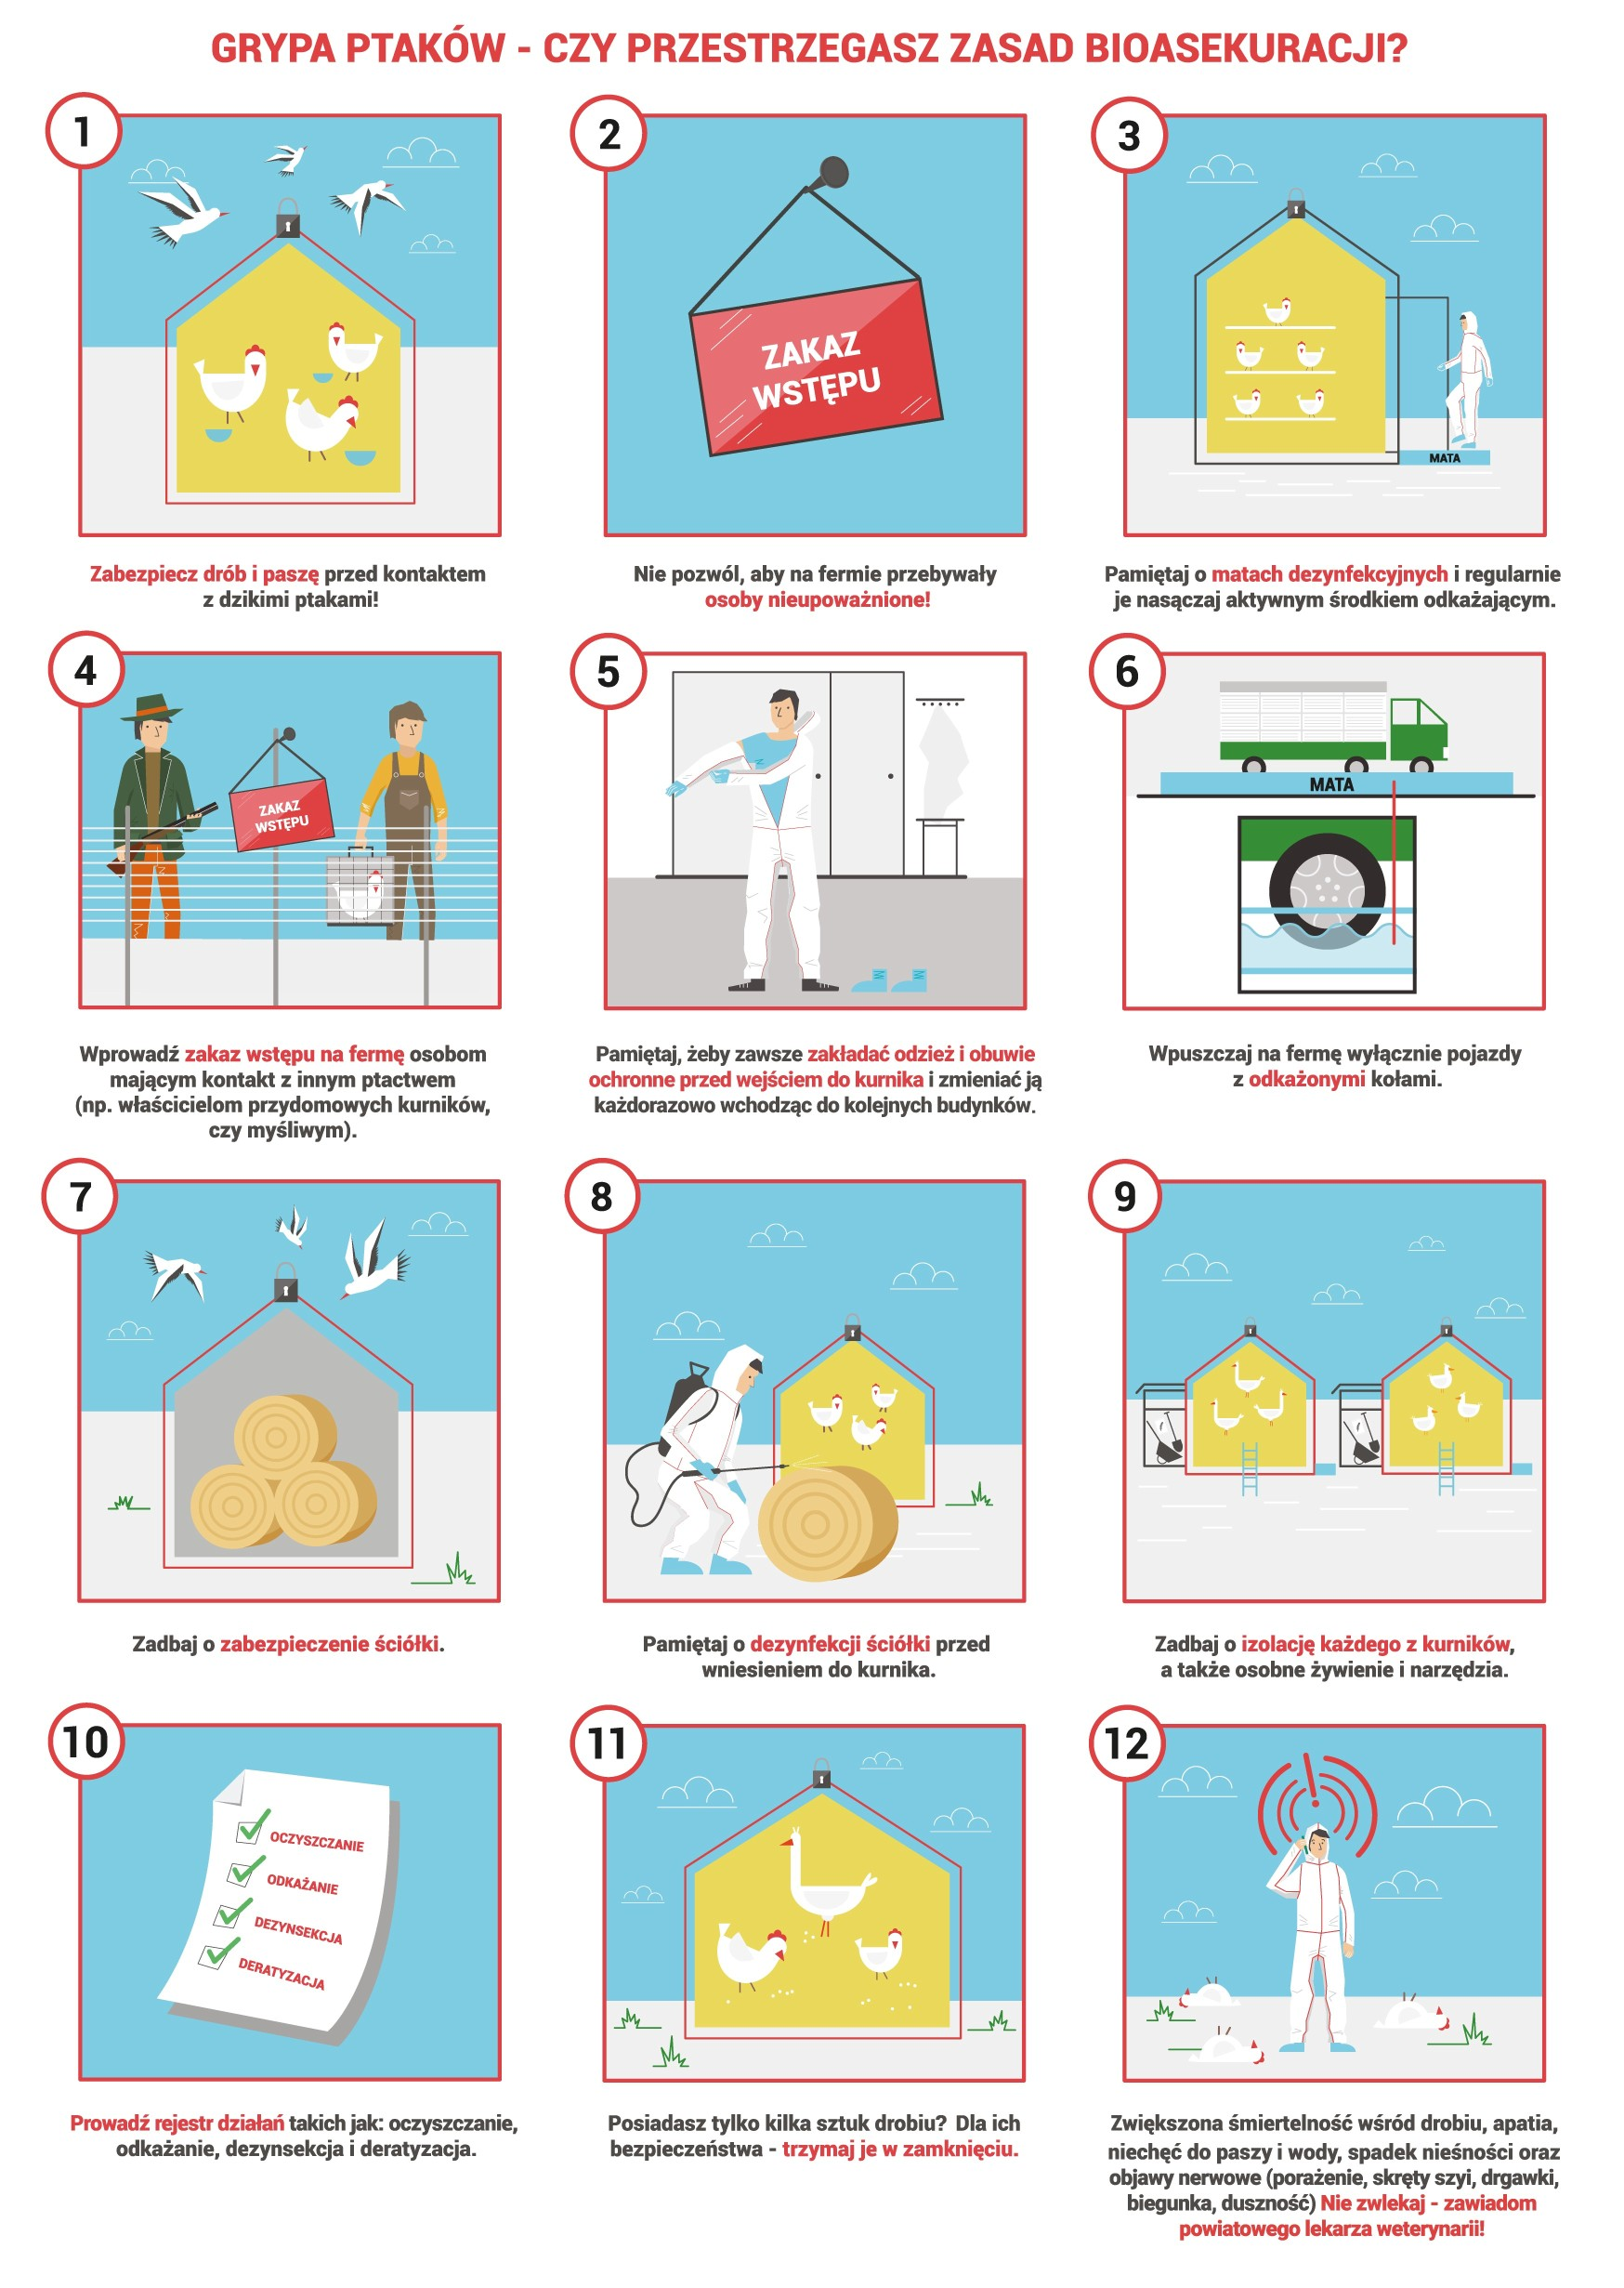 GRYPA PTAKÓW - CZY PRZESTRZEGASZ ZASAD BIOASEKURACJI?
1
Zabezpiecz drób i paszę przed kontaktem
z dzikimi ptakami!
2
ZAKAZ
WSTĘPU
Nie pozwól, aby na fermie przebywały
osoby nieupoważnione!
3
MATA
Pamiętaj o matach dezynfekcyjnych i regularnie
je nasączaj aktywnym środkiem odkażającym.
4
ZAKAZ
WSTĘPU
Wprowadź zakaz wstępu na fermę osobom
mającym kontakt z innym ptactwem
(np. właścicielom przydomowych kurników,
czy myśliwym).
5
Pamiętaj, żeby zawsze zakładać odzież i obuwie
ochronne przed wejściem do kurnika i zmieniać ją
każdorazowo wchodząc do kolejnych budynków.
6
MATA
Wpuszczaj na fermę wyłącznie pojazdy
z odkażonymi kołami.
7
Zadbaj o zabezpieczenie ściółki.
8
Pamiętaj o dezynfekcji ściółki przed
wniesieniem do kurnika.
9
Zadbaj o izolację każdego z kurników,
a także osobne żywienie i narzędzia.
10
OCZYSZCZANIE
ODKAŻANIE
DEZYNSEKCJA
DERATYZACJA
Prowadź rejestr działań takich jak: oczyszczanie,
odkażanie, dezynsekcja i deratyzacja.
11
Posiadasz tylko kilka sztuk drobiu? Dla ich
bezpieczeństwa - trzymaj je w zamknięciu.
12
Zwiększona śmiertelność wśród drobiu, apatia,
niechęć do paszy i wody, spadek nieśności oraz
objawy nerwowe (porażenie, skręty szyi, drgawki,
biegunka, duszność) Nie zwlekaj - zawiadom
powiatowego lekarza weterynarii!